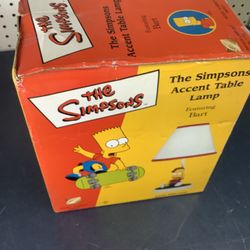 THE
SIMPSONS
The Simpsons
Accent Table Lamp
Featuring
Bart
THE
SIMPSONS
The Simpsons
Accent Table
Lamp
Featuring
Bart